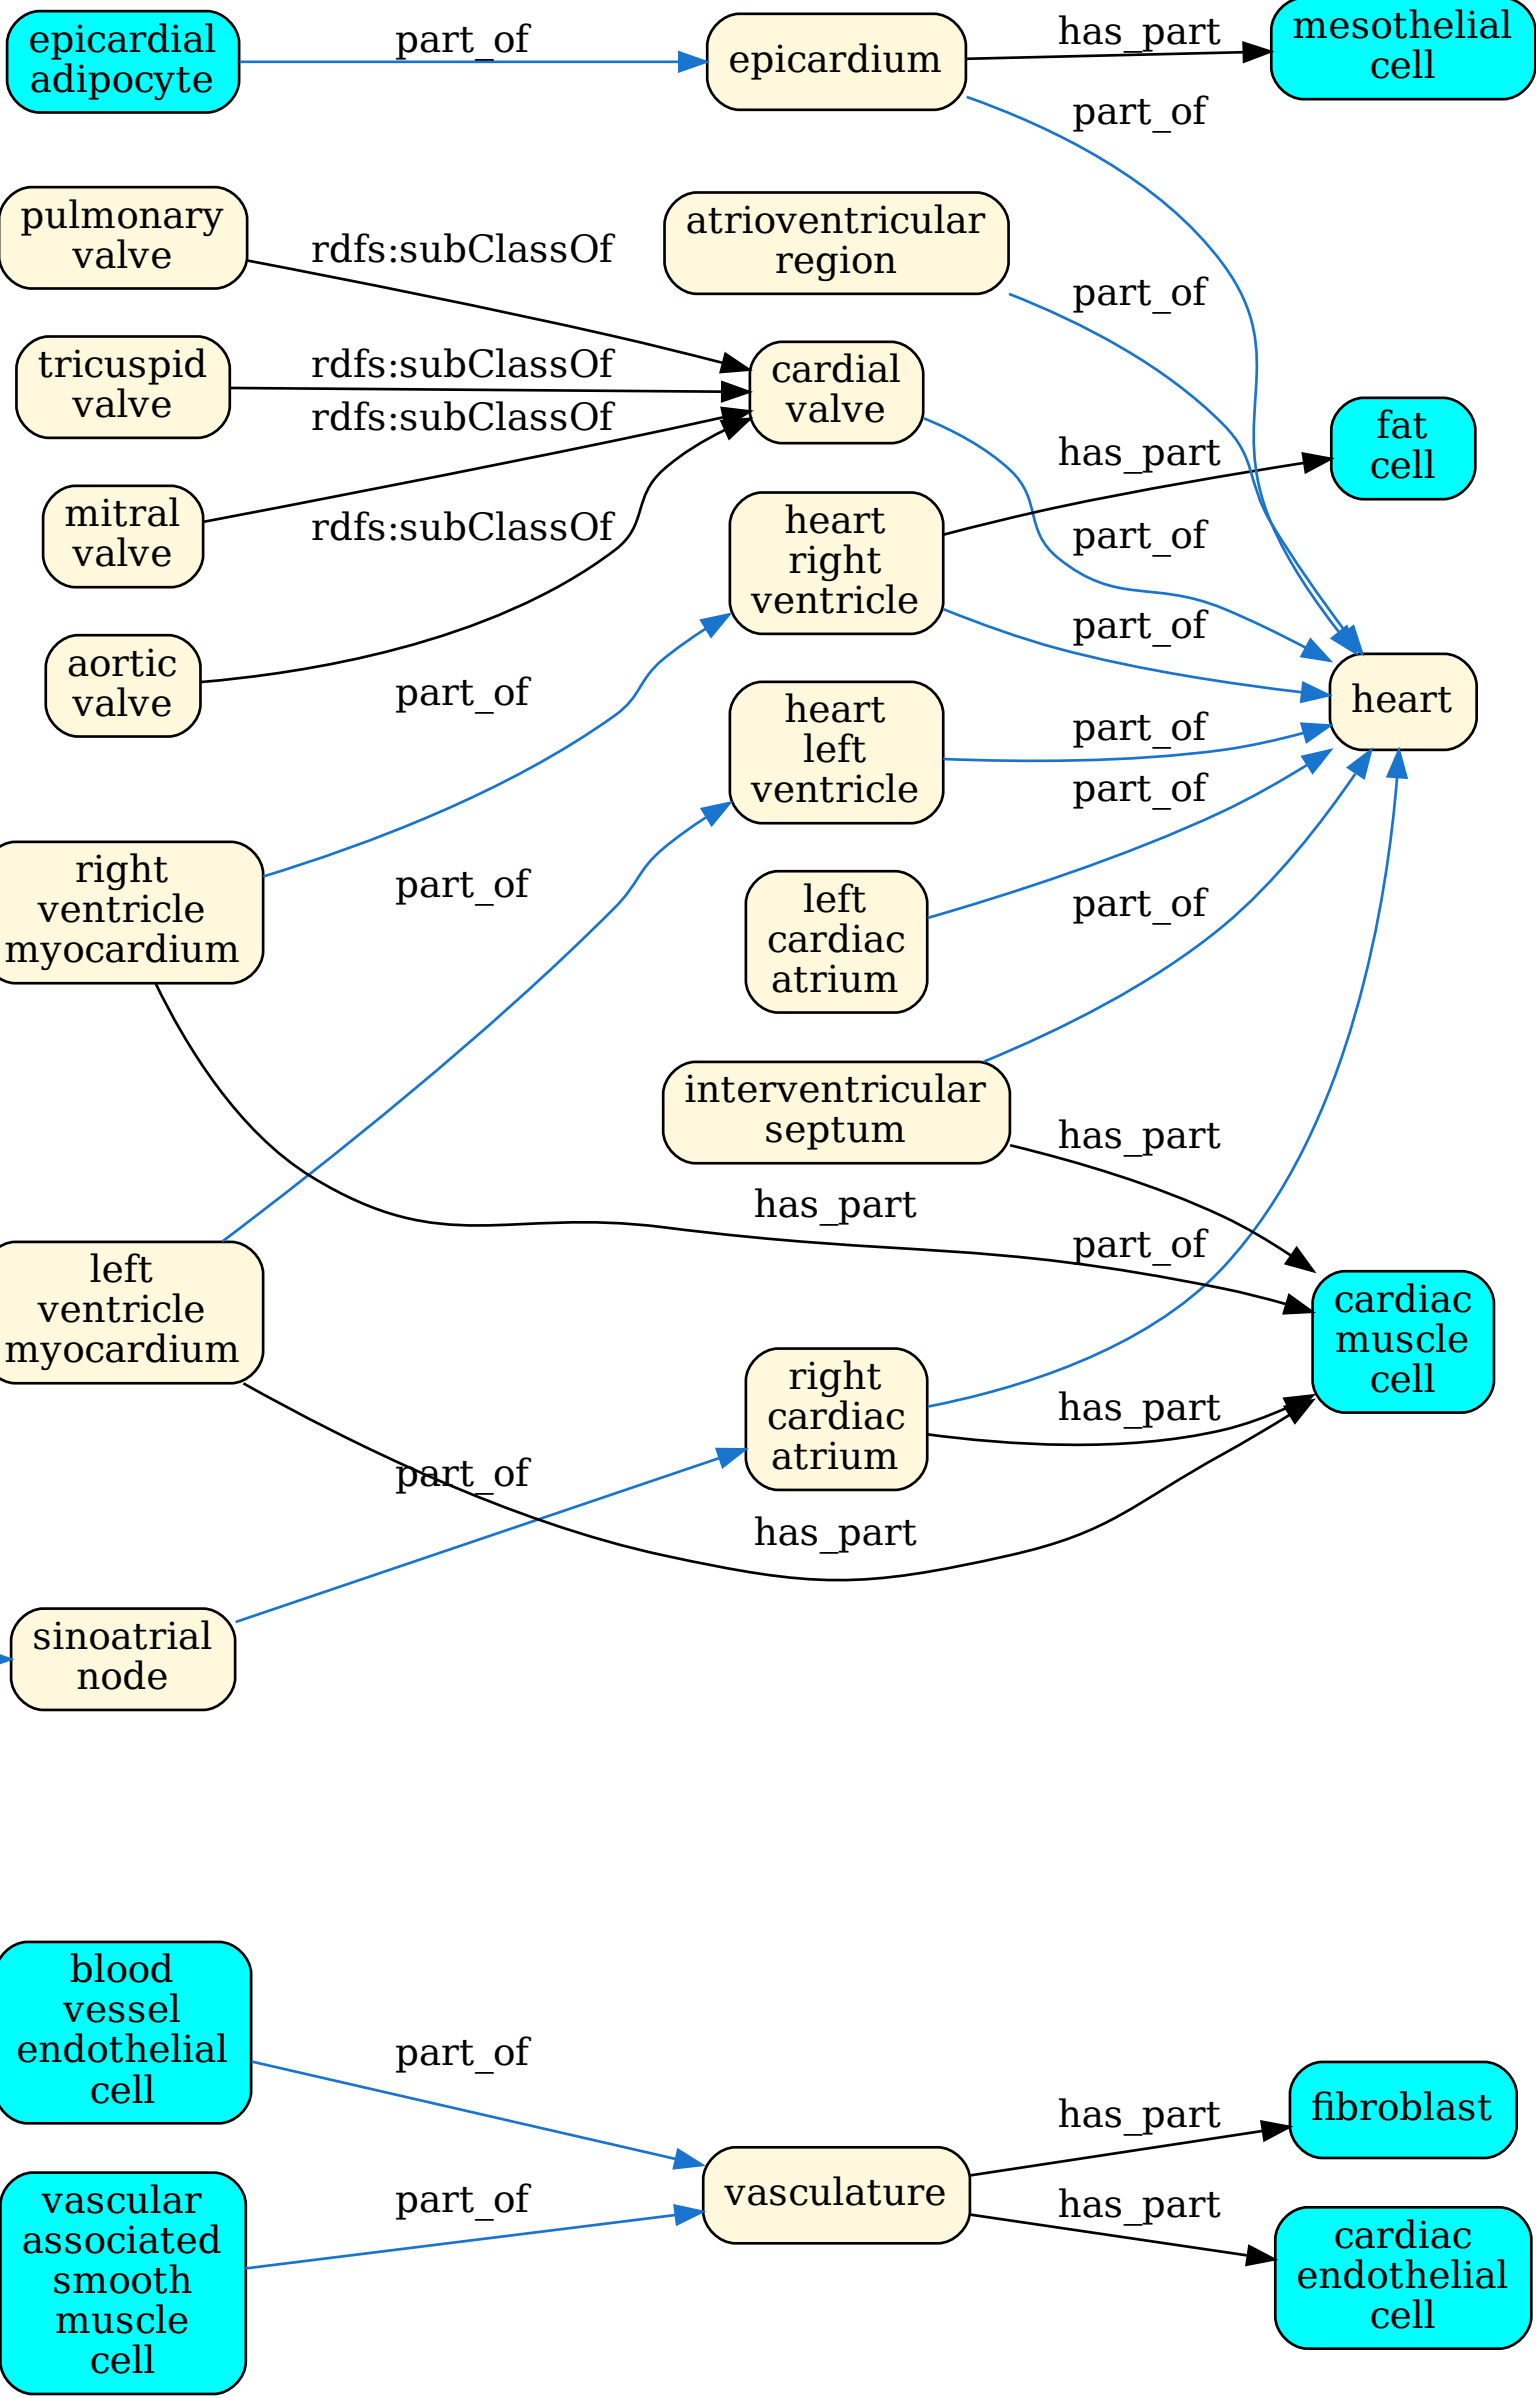 epicardial
adipocyte
part_of
epicardium
has_part
mesothelial
cell
part_of
pulmonary
valve
rdfs:subClassOf
atrioventricular
region
part_of
tricuspid
valve
rdfs:subClassOf
cardial
valve
rdfs:subClassOf
has_part
fat
cell
mitral
valve
rdfs:subClassOf
heart
right
ventricle
part_of
part_of
aortic
valve
part_of
heart
left
ventricle
part_of
heart
part_of
right
ventricle
myocardium
part_of
left
cardiac
atrium
part_of
interventricular
septum
has_part
has_part
part_of
left
ventricle
myocardium
cardiac
muscle
cell
right
cardiac
atrium
has_part
part_of
has_part
sinoatrial
node
blood
vessel
endothelial
cell
part_of
has_part
fibroblast
vascular
associated
smooth
muscle
cell
part_of
vasculature
has_part
cardiac
endothelial
cell